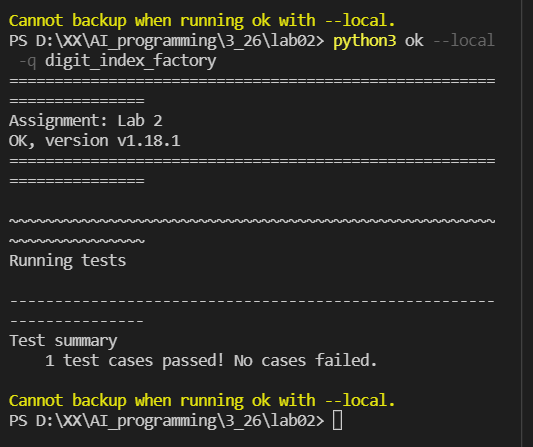 Cannot backup when running ok with --local.
PS D:\XX\AI_programming\3_26\lab02> python3 ok --local
 -q digit_index_factory
=====================================================
===============
Assignment: Lab 2
OK, version v1.18.1
=====================================================
===============
~~~~~~~~~~~~~~~~~~~~~~~~~~~~~~~~~~~~~~~~~~~~~~~~~~~~~
~~~~~~~~~~~~~~~
Running tests
-----------------------------------------------------
---------------
Test summary
    1 test cases passed! No cases failed.
Cannot backup when running ok with --local.
PS D:\XX\AI_programming\3_26\lab02>